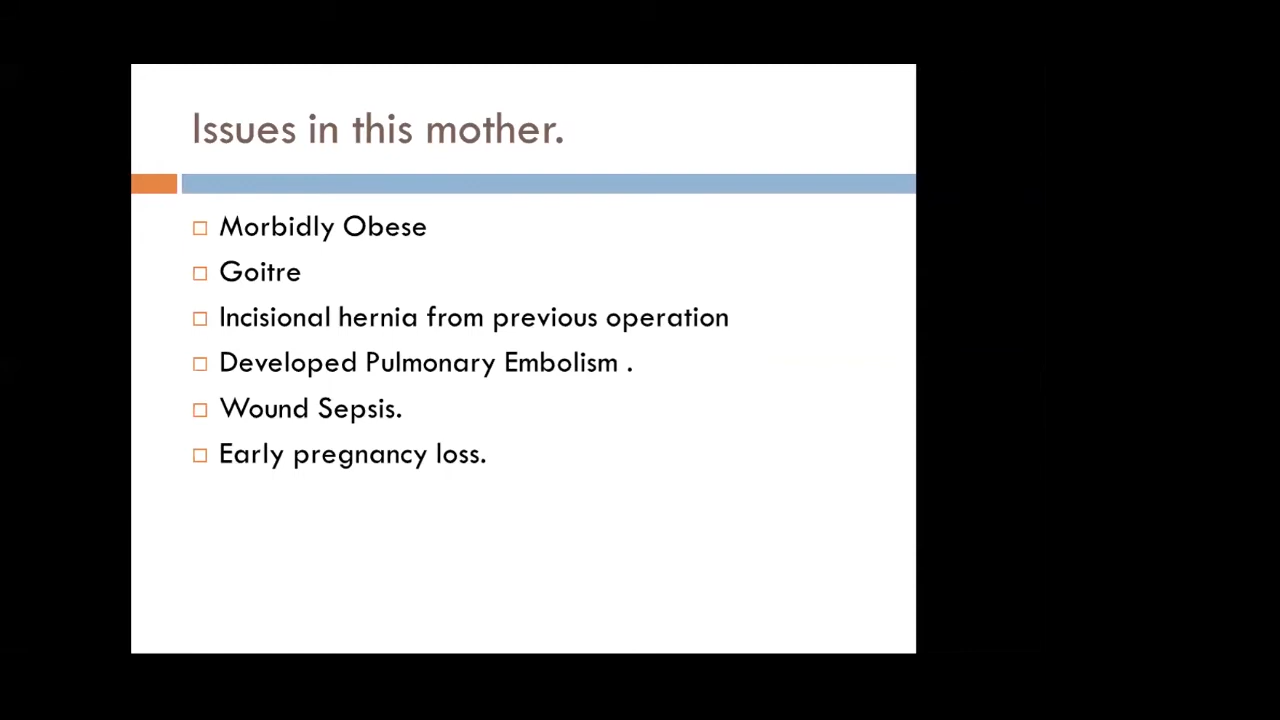 Issues in this mother.
Morbidly Obese
Goitre
Incisional hernia from previous operation
Developed Pulmonary Embolism .
Wound Sepsis.
Early pregnancy loss.